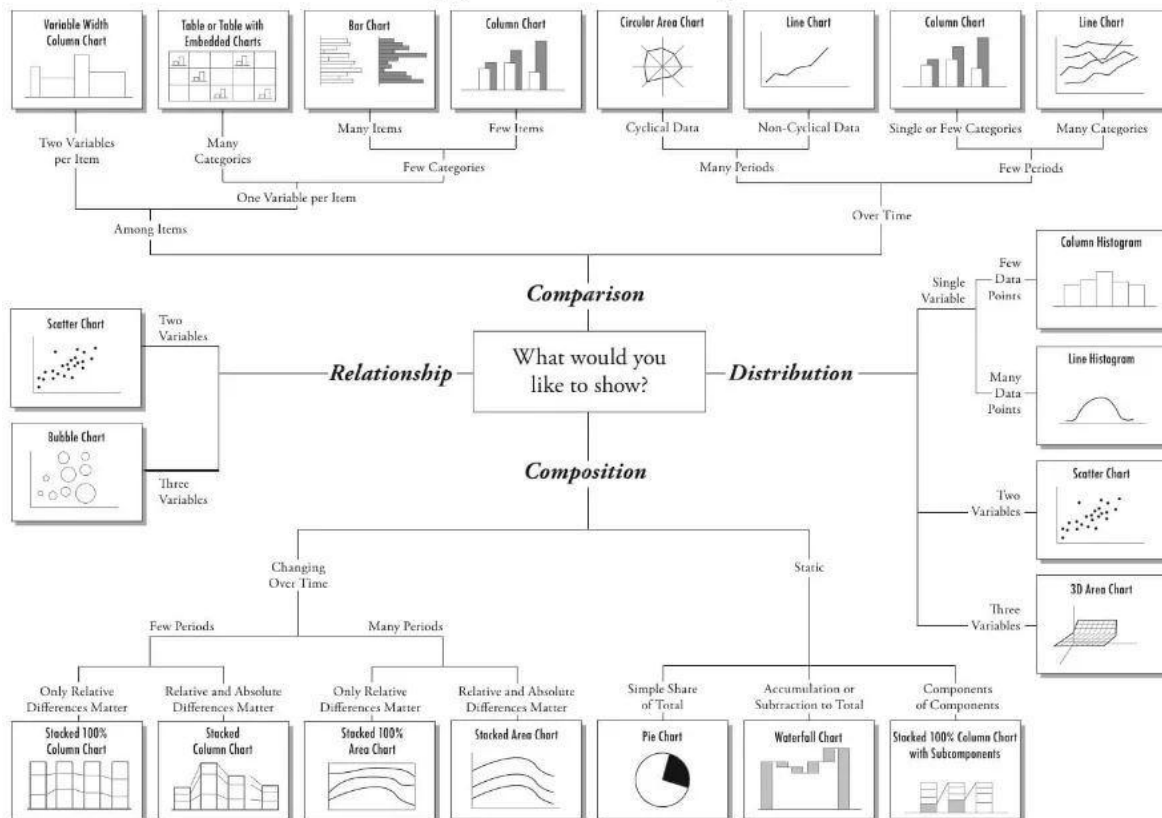 Variable Width
Column Chart
Table or Table with
Embedded Charts
Bar Chart
Column Chart
Circular Area Chart
Line Chart
Column Chart
Line Chart
Two Variables
per Item
Many
Categories
Many Items
Few Items
Cyclical Data
Non-Cyclical Data
Single or Few Categories
Many Categories
Few Categories
Many Periods
Few Periods
One Variable per Item
Among Items
Over Time
Comparison
What would you
like to show?
Relationship
Two
Variables
Scatter Chart
Three
Variables
Bubble Chart
Distribution
Single
Variable
Few
Data
Points
Column Histogram
Many
Data
Points
Line Histogram
Two
Variables
Scatter Chart
Three
Variables
3D Area Chart
Composition
Changing
Over Time
Static
Few Periods
Many Periods
Only Relative
Differences Matter
Relative and Absolute
Differences Matter
Only Relative
Differences Matter
Relative and Absolute
Differences Matter
Simple Share
of Total
Accumulation or
Subtraction to Total
Components
of Components
Stacked 100%
Column Chart
Stacked
Column Chart
Stacked 100%
Area Chart
Stacked Area Chart
Pie Chart
Waterfall Chart
Stacked 100% Column Chart
with Subcomponents